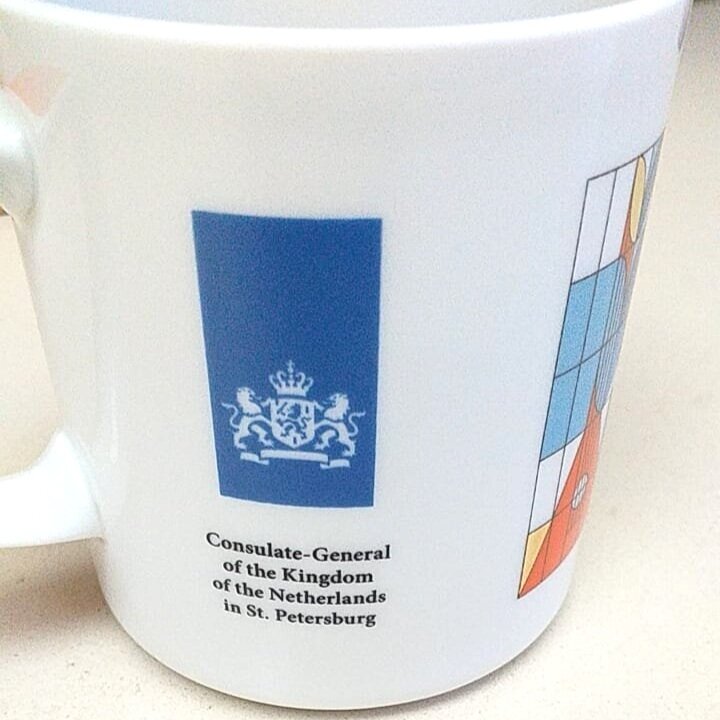 Consulate-General
of the Kingdom
of the Netherlands
in St. Petersburg